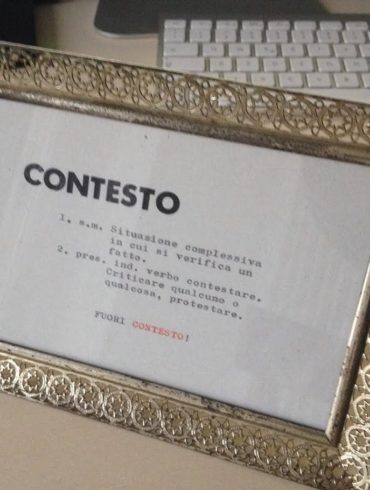 CONTESTO
1. s.m. Situazione complessiva
in cui si verifica un
fatto.
2. pres. ind. verbo contestare.
Criticare qualcuno o
qualcosa, protestare.
FUORI CONTESTO!